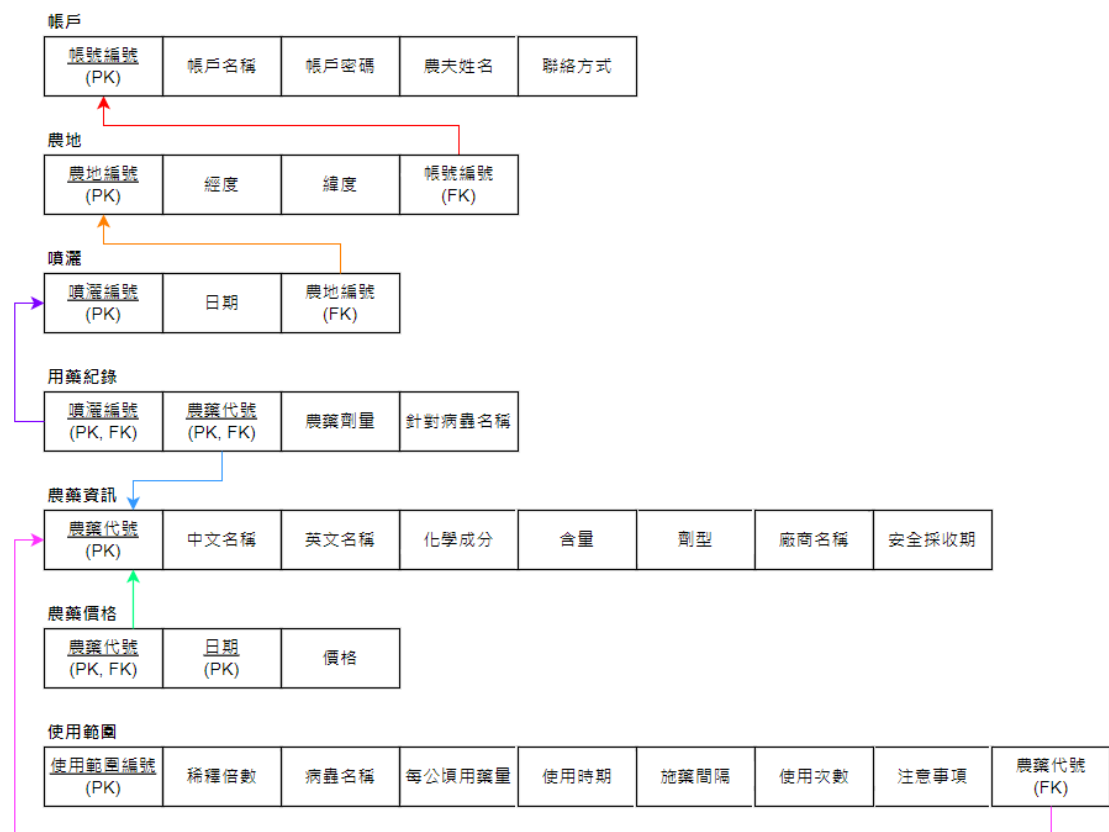 帳戶
帳號編號 帳戶名稱 帳戶密碼 農夫姓名 聯絡方式
(PK)
農地
農地編號 經度 緯度 帳號編號
(PK) (FK)
噴灑
噴灑編號 日期 農地編號
(PK) (FK)
用藥紀錄
噴灑編號 農藥代號 農藥劑量 針對病蟲名稱
(PK, FK) (PK, FK)
農藥資訊
農藥代號 中文名稱 英文名稱 化學成分 含量 劑型 廠商名稱 安全採收期
(PK)
農藥價格
農藥代號 日期 價格
(PK, FK) (PK)
使用範圍
使用範圍編號 稀釋倍數 病蟲名稱 每公頃用藥量 使用時期 施藥間隔 使用次數 注意事項 農藥代號
(PK) (FK)